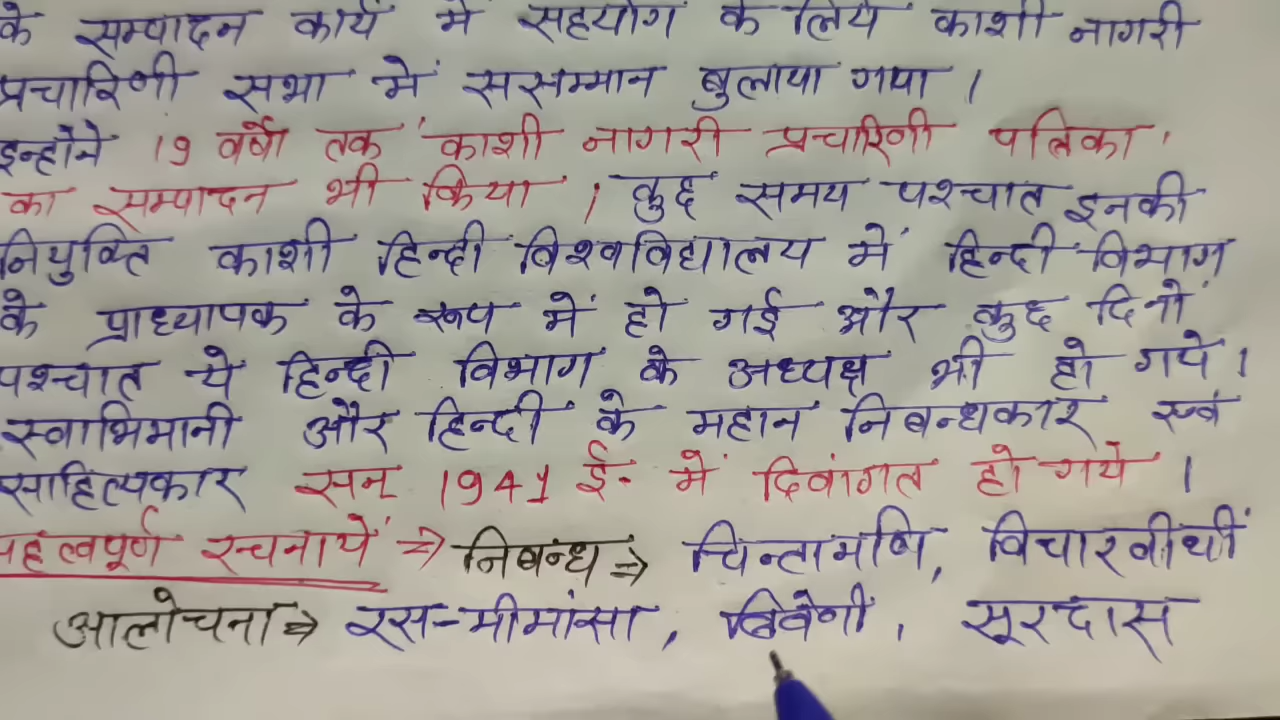 के सम्पादन कार्य में सहयोग के लिये काशी नागरी
प्रचारिणी सभा में ससम्मान बुलाया गया ।
इन्होंने 19 वर्षों तक 'काशी नागरी प्रचारिणी पत्रिका'
का सम्पादन भी किया । कुछ समय पश्चात इनकी
नियुक्ति काशी हिन्दी विश्वविद्यालय में हिन्दी विभाग
के प्राध्यापक के रूप में हो गई और कुछ दिनों
पश्चात ये हिन्दी विभाग के अध्यक्ष भी हो गये ।
स्वाभिमानी और हिन्दी के महान निबन्धकार एवं
साहित्यकार सन् 1941 ई० में दिवांगत हो गये ।
महत्वपूर्ण रचनायें ⇒ निबन्ध ⇒ चिन्तामणि, विचारवीथीं
आलोचना ⇒ रस-मीमांसा, त्रिवेणी, सूरदास